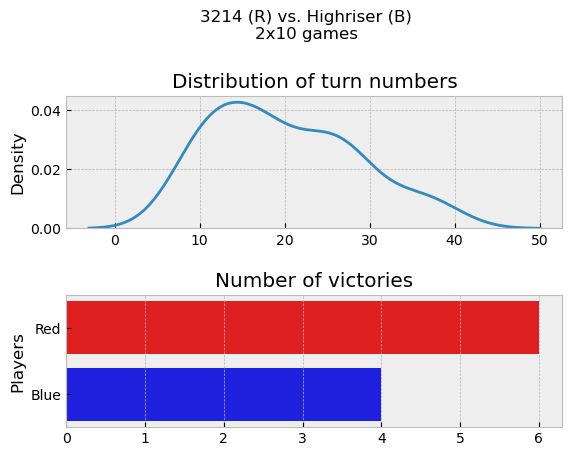 3214 (R) vs. Highriser (B)
2x10 games
Distribution of turn numbers
Density
0.04
0.02
0.00
0 10 20 30 40 50
Number of victories
Players
Red
Blue
0 1 2 3 4 5 6